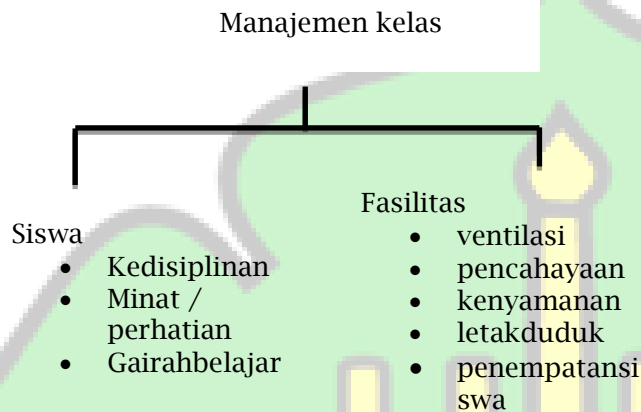 Manajemen kelas
Siswa
• Kedisiplinan
• Minat /
perhatian
• Gairahbelajar
Fasilitas
• ventilasi
• pencahayaan
• kenyamanan
• letakduduk
• penempatansi
swa